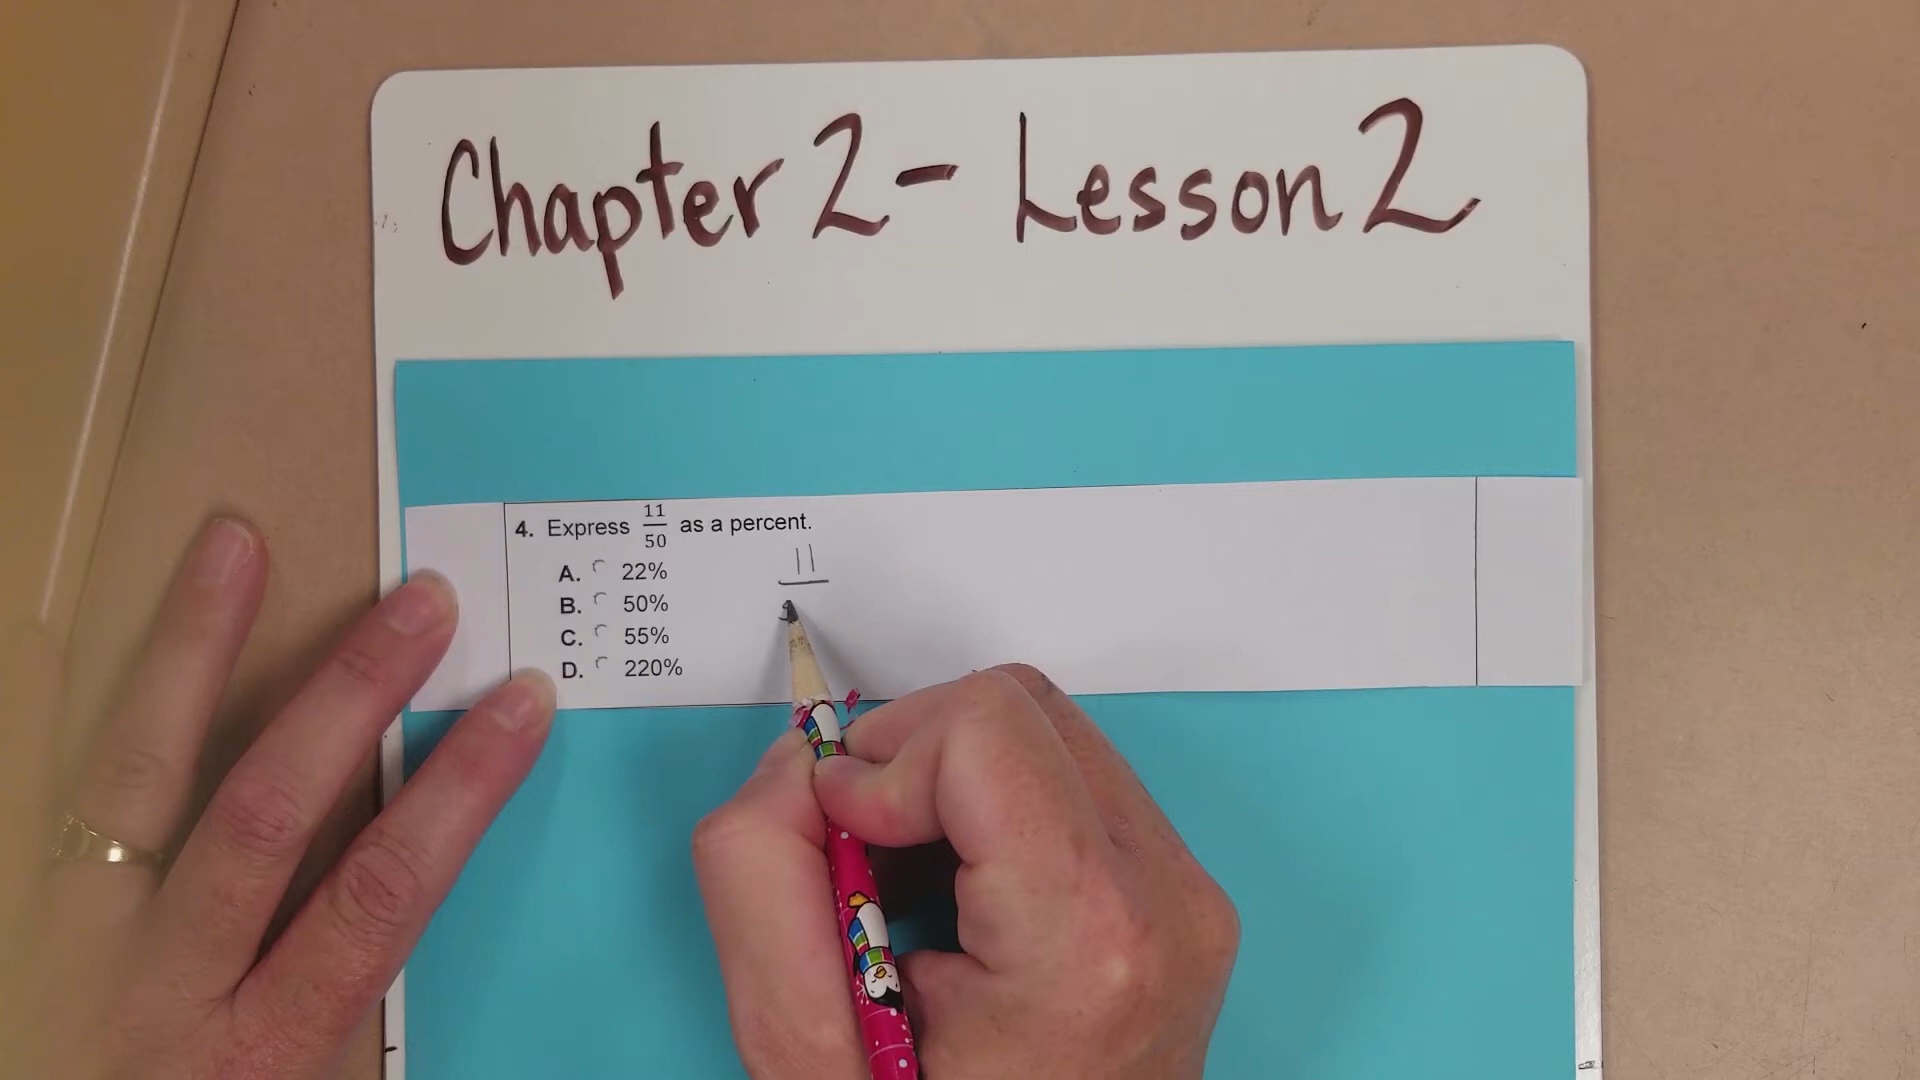 Chapter 2 - Lesson 2
4. Express 11/50 as a percent.
11
A. 22%
B. 50%
C. 55%
D. 220%